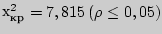 x²кр = 7,815 (ρ ≤ 0,05)